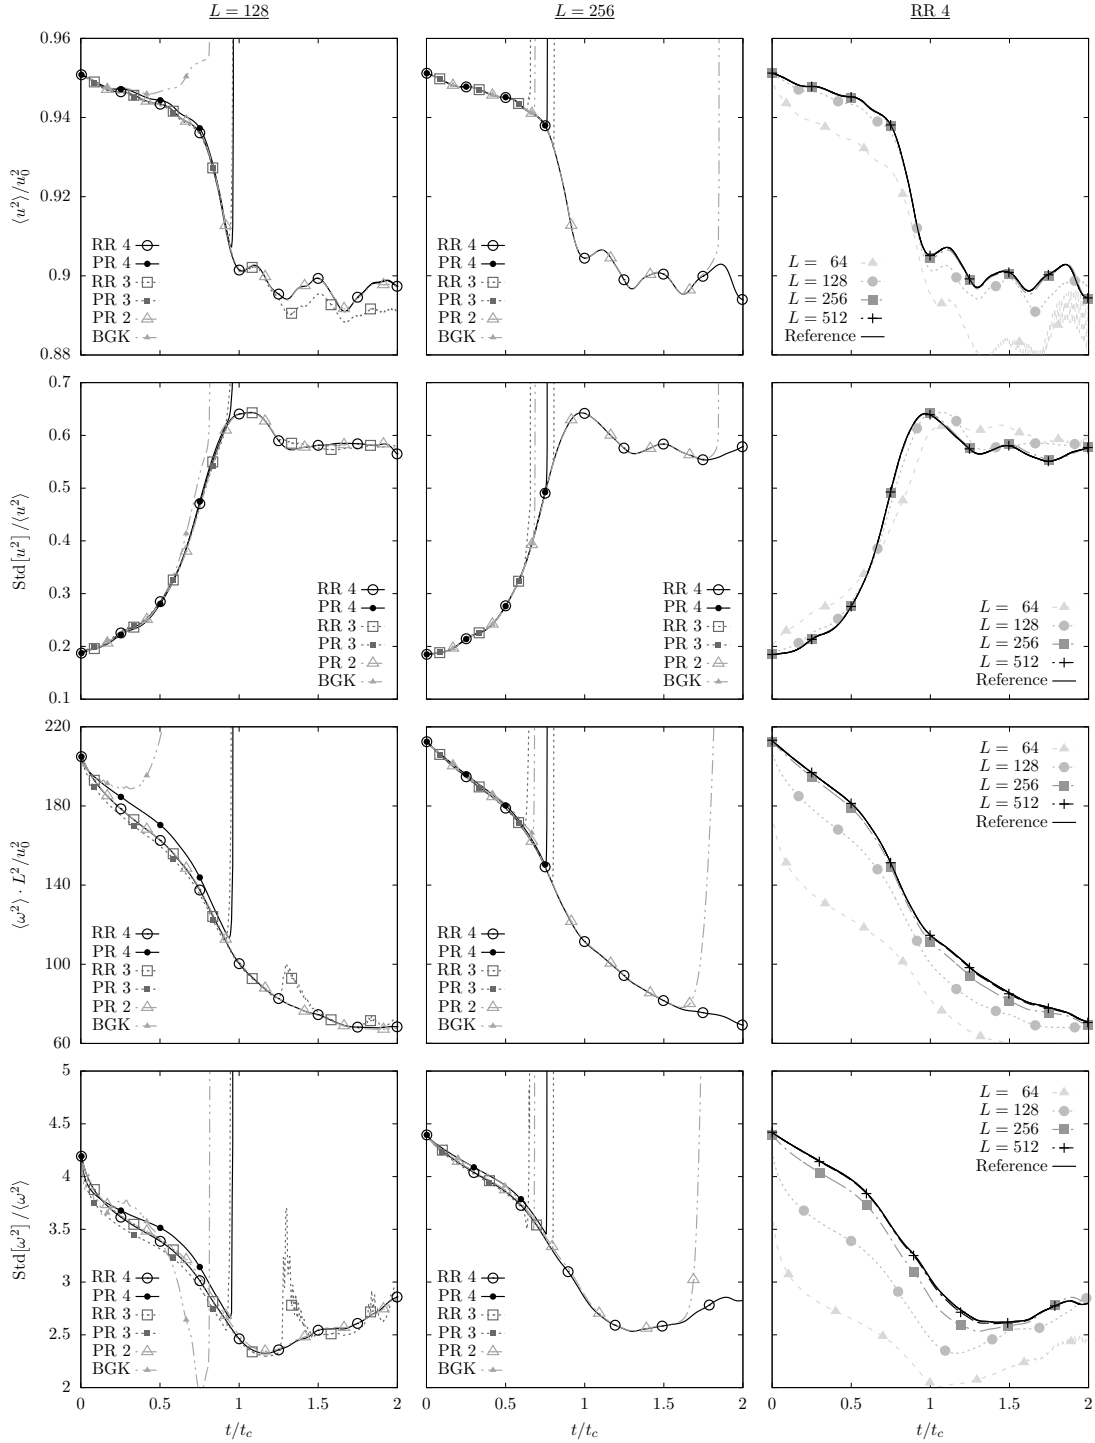 L = 128 L = 256 RR 4
0.96
0.94
0.92
0.9
0.88
⟨u²⟩/u₀²
RR 4
PR 4
RR 3
PR 3
PR 2
BGK
RR 4
PR 4
RR 3
PR 3
PR 2
BGK
L = 64
L = 128
L = 256
L = 512
Reference
0.7
0.6
0.5
0.4
0.3
0.2
0.1
Std[u²]/⟨u²⟩
RR 4
PR 4
RR 3
PR 3
PR 2
BGK
RR 4
PR 4
RR 3
PR 3
PR 2
BGK
L = 64
L = 128
L = 256
L = 512
Reference
220
180
140
100
60
⟨ω²⟩ · L²/u₀²
RR 4
PR 4
RR 3
PR 3
PR 2
BGK
RR 4
PR 4
RR 3
PR 3
PR 2
BGK
L = 64
L = 128
L = 256
L = 512
Reference
5
4.5
4
3.5
3
2.5
2
Std[ω²]/⟨ω²⟩
RR 4
PR 4
RR 3
PR 3
PR 2
BGK
RR 4
PR 4
RR 3
PR 3
PR 2
BGK
L = 64
L = 128
L = 256
L = 512
Reference
0 0.5 1 1.5 2 0 0.5 1 1.5 2 0 0.5 1 1.5 2
t/t_c t/t_c t/t_c